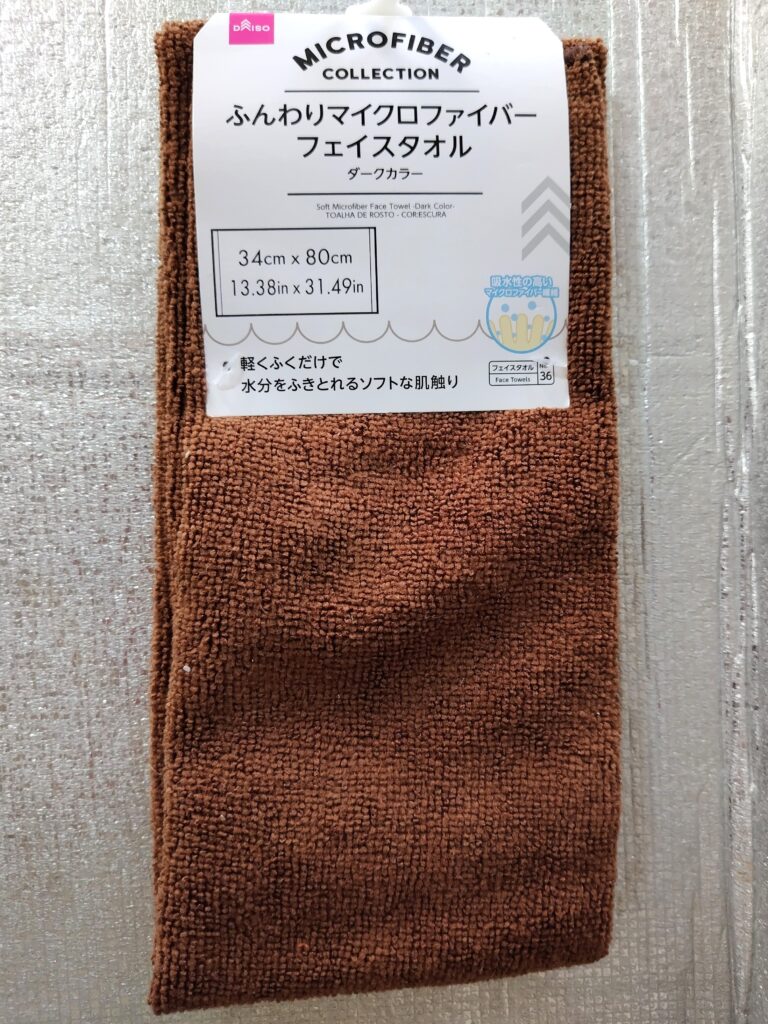 DAISO
MICROFIBER
COLLECTION
ふんわりマイクロファイバー
フェイスタオル
ダークカラー
Soft Microfiber Face Towel -Dark Color-
TOALHA DE ROSTO - COR:ESCURA
34cm x 80cm
13.38in x 31.49in
吸水性の高い
マイクロファイバー繊維
軽くふくだけで
水分をふきとれるソフトな肌触り
フェイスタオル No.
Face Towels 36